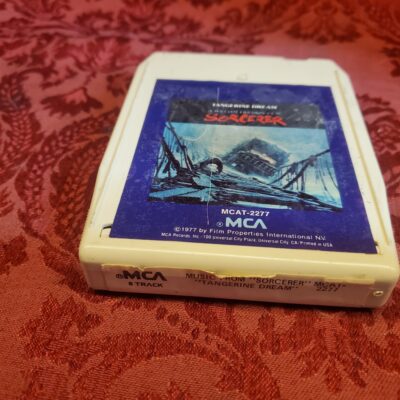 TANGERINE DREAM
SORCERER
MCAT-2277
MCA
©1977 by Film Properties International N.V.
MCA Records, Inc. · 100 Universal City Plaza, Universal City, CA · Printed in USA
MCA
8 TRACK
MUSIC FROM "SORCERER" MCAT
"TANGERINE DREAM" 2277